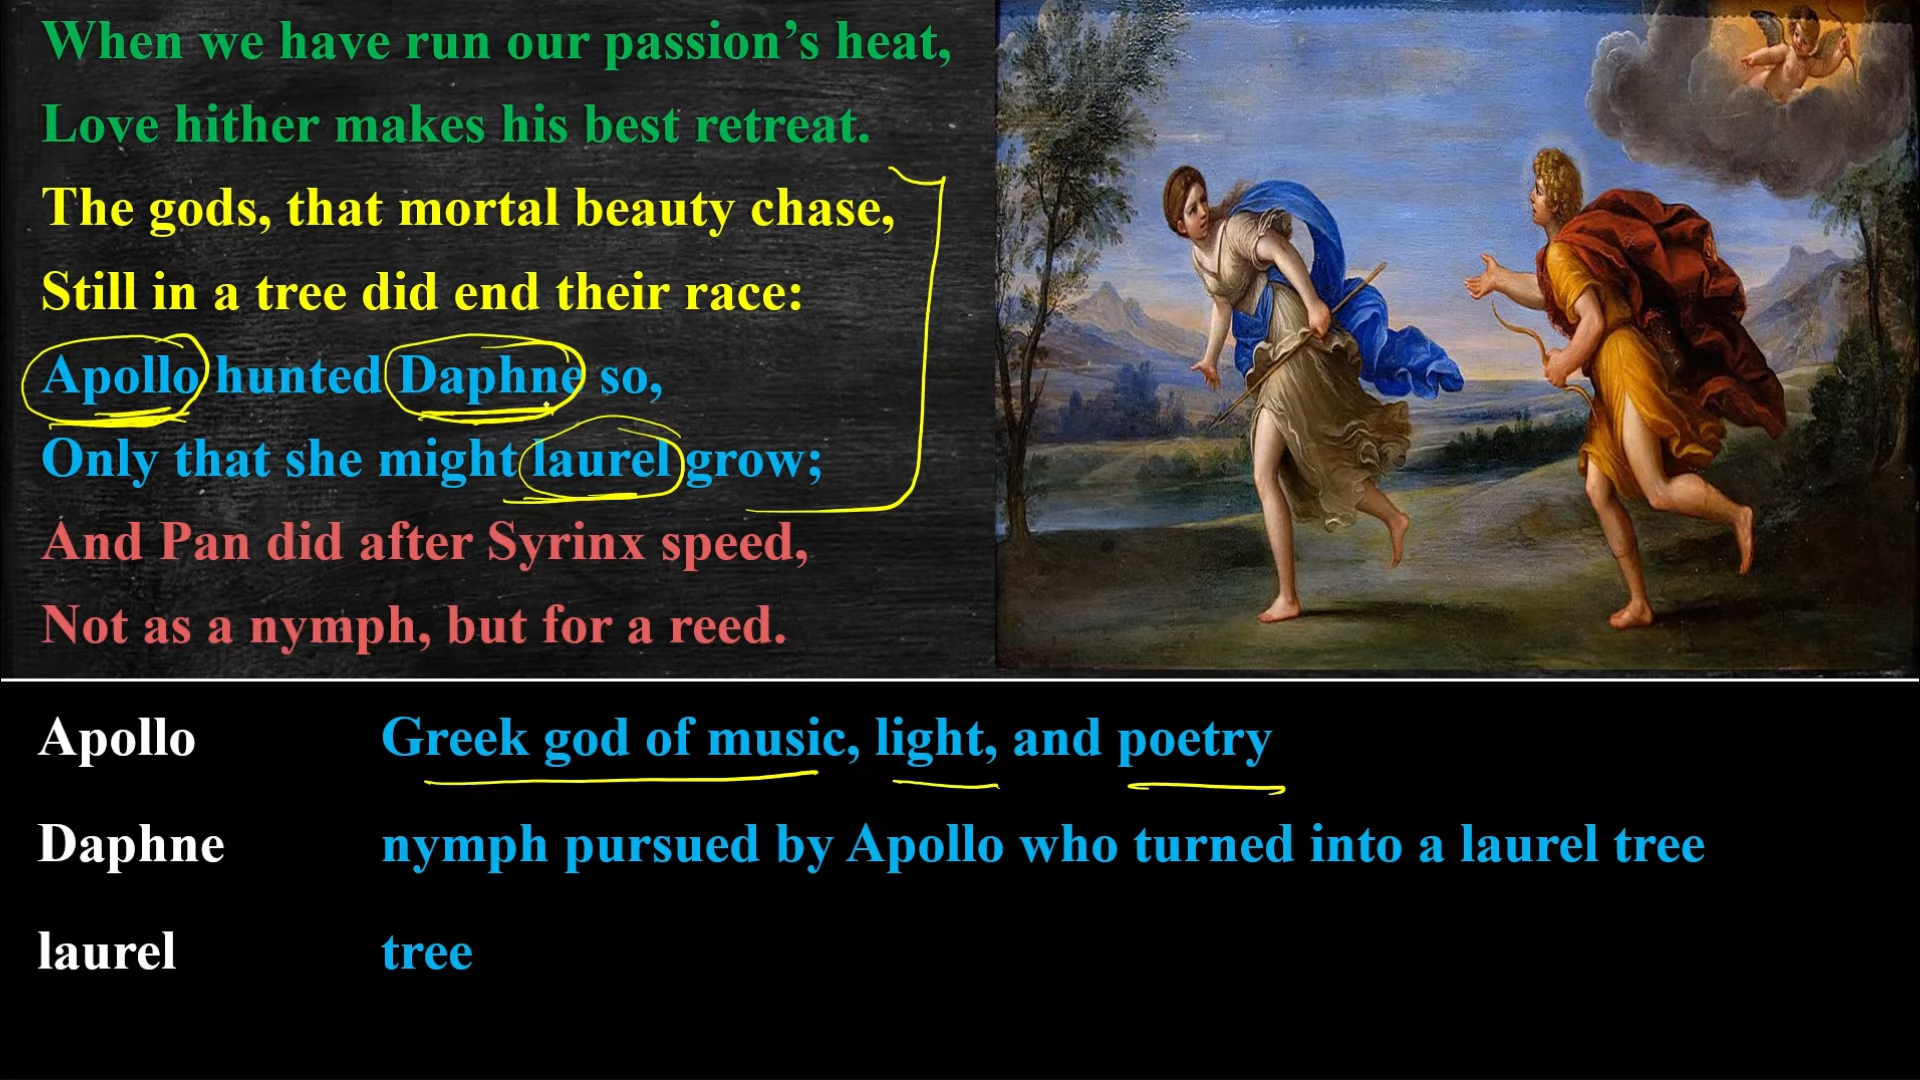 When we have run our passion’s heat,
Love hither makes his best retreat.
The gods, that mortal beauty chase,
Still in a tree did end their race:
Apollo hunted Daphne so,
Only that she might laurel grow;
And Pan did after Syrinx speed,
Not as a nymph, but for a reed.
Apollo Greek god of music, light, and poetry
Daphne nymph pursued by Apollo who turned into a laurel tree
laurel tree